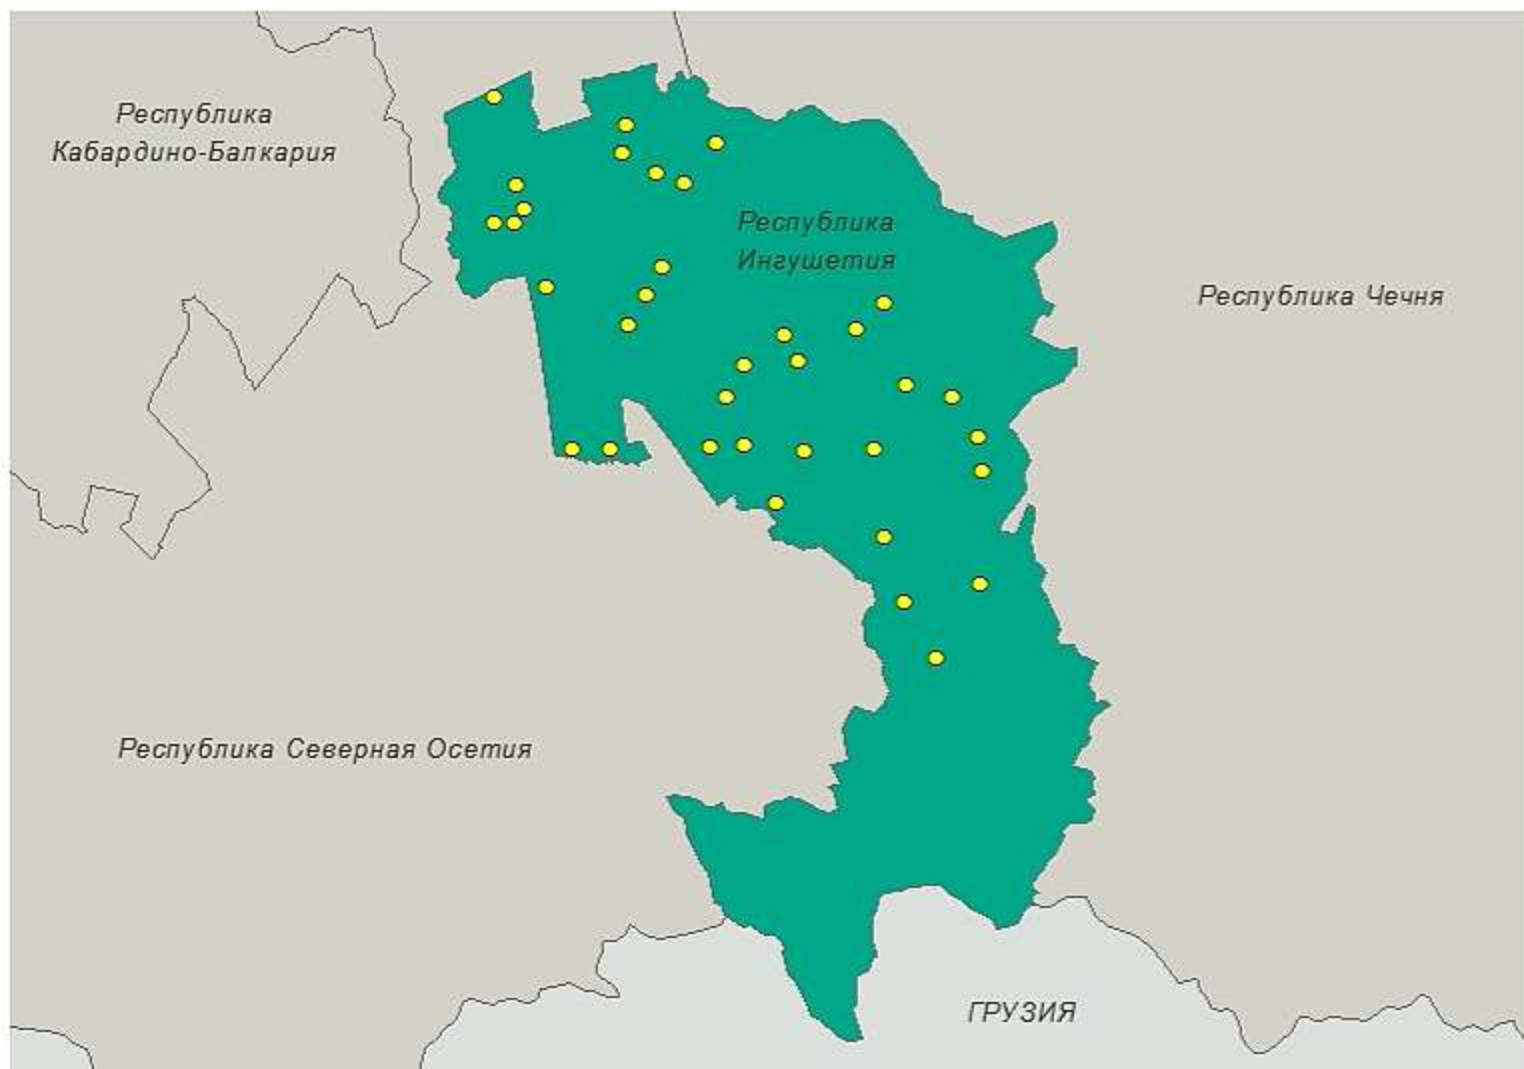 Республика
Кабардино-Балкария
Республика
Ингушетия
Республика Чечня
Республика Северная Осетия
ГРУЗИЯ